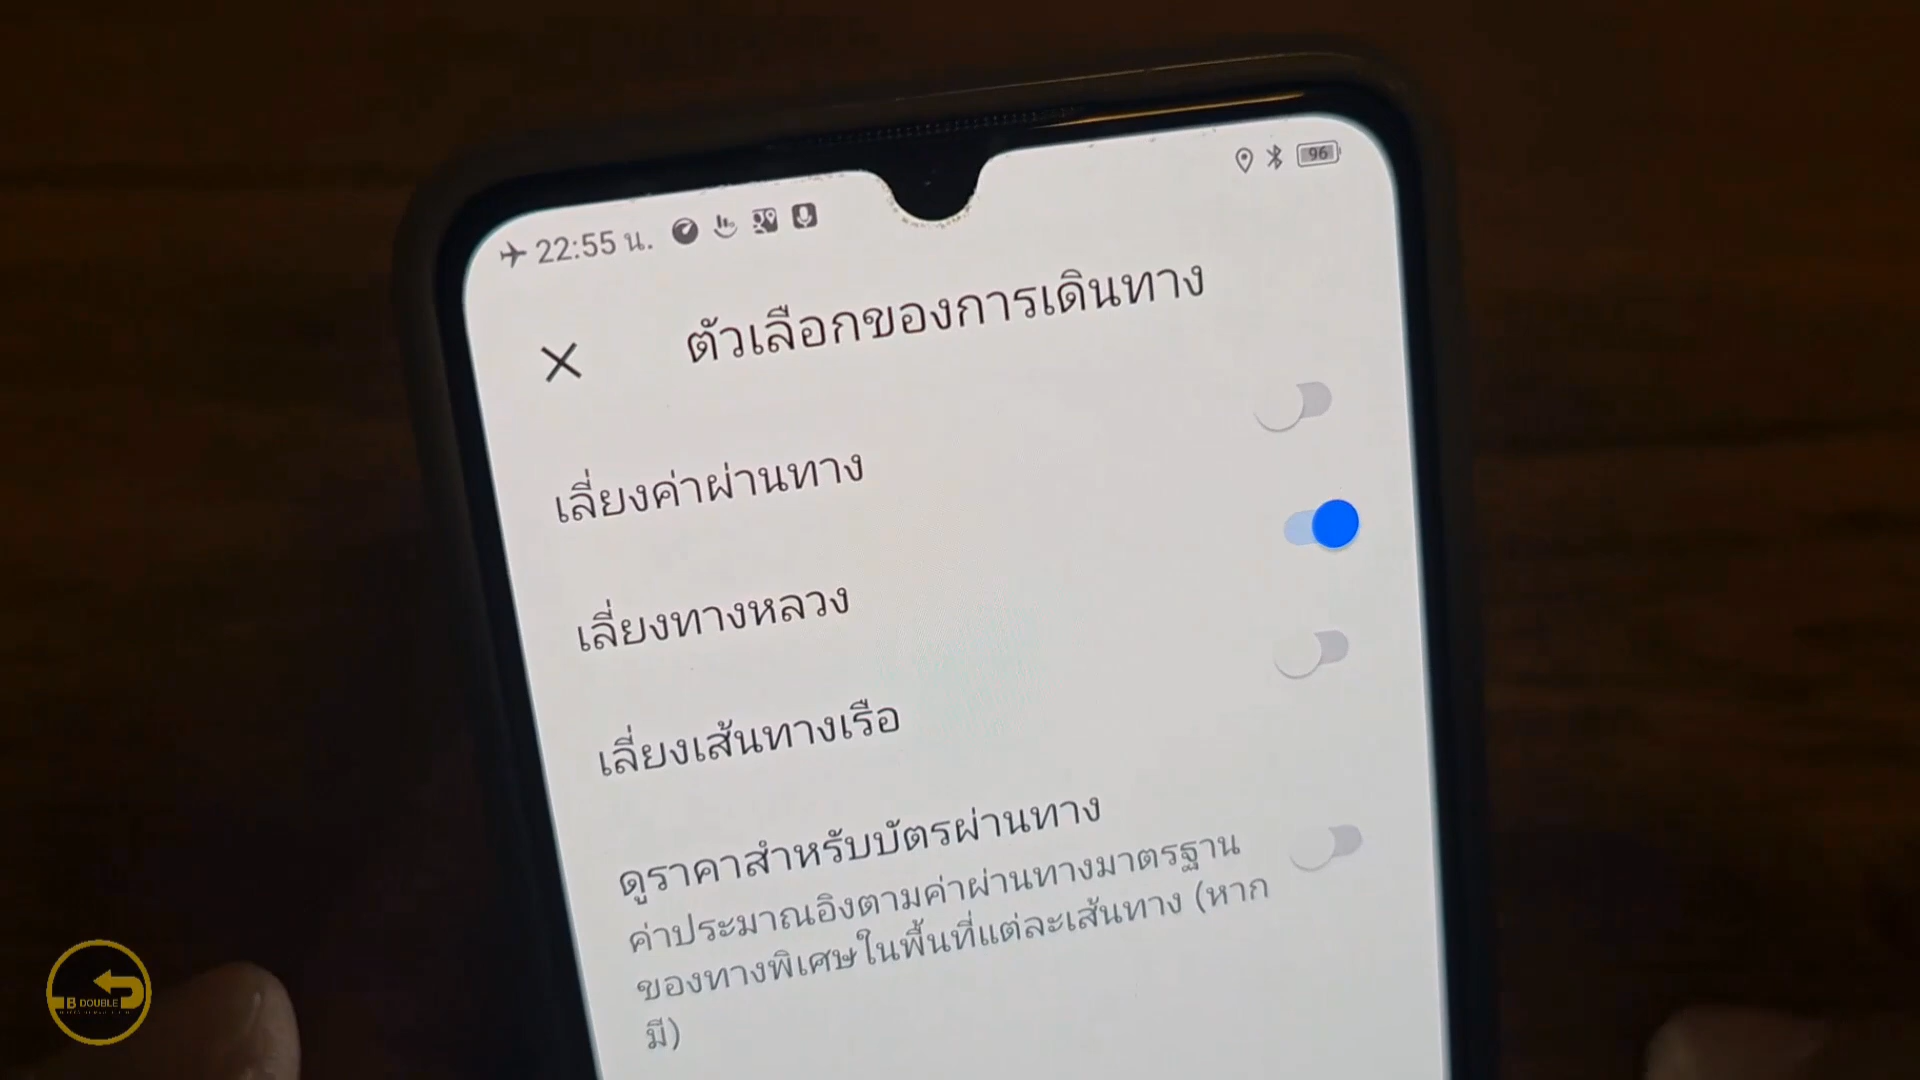 22:55 น.
96
ตัวเลือกของการเดินทาง
เลี่ยงค่าผ่านทาง
เลี่ยงทางหลวง
เลี่ยงเส้นทางเรือ
ดูราคาสำหรับบัตรผ่านทาง
ค่าประมาณอิงตามค่าผ่านทางมาตรฐาน
ของทางพิเศษในพื้นที่แต่ละเส้นทาง (หาก
มี)
B DOUBLE